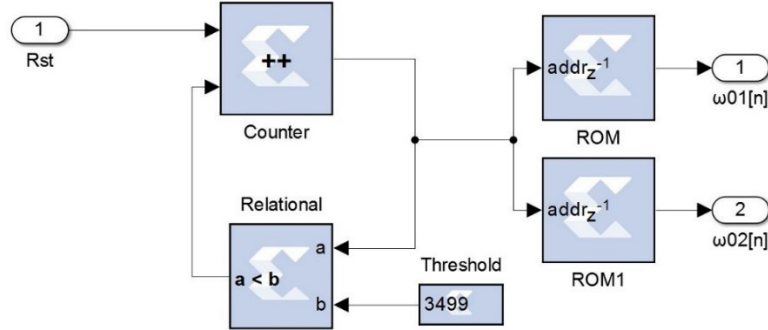 1
Rst
++
Counter
addr z⁻¹
ROM
1
ω01[n]
addr z⁻¹
ROM1
2
ω02[n]
Relational
a
a < b
b
Threshold
3499